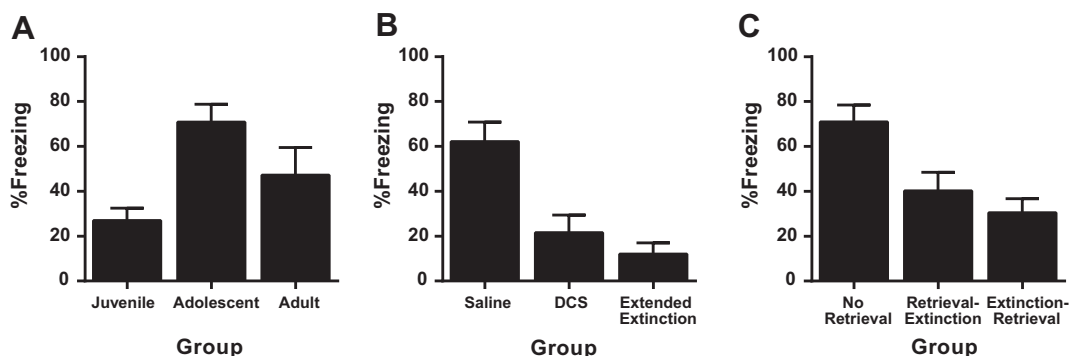 A
%Freezing
100
80
60
40
20
0
Juvenile Adolescent Adult
Group
B
%Freezing
100
80
60
40
20
0
Saline DCS Extended
Extinction
Group
C
%Freezing
100
80
60
40
20
0
No Retrieval- Extinction-
Retrieval Extinction Retrieval
Group